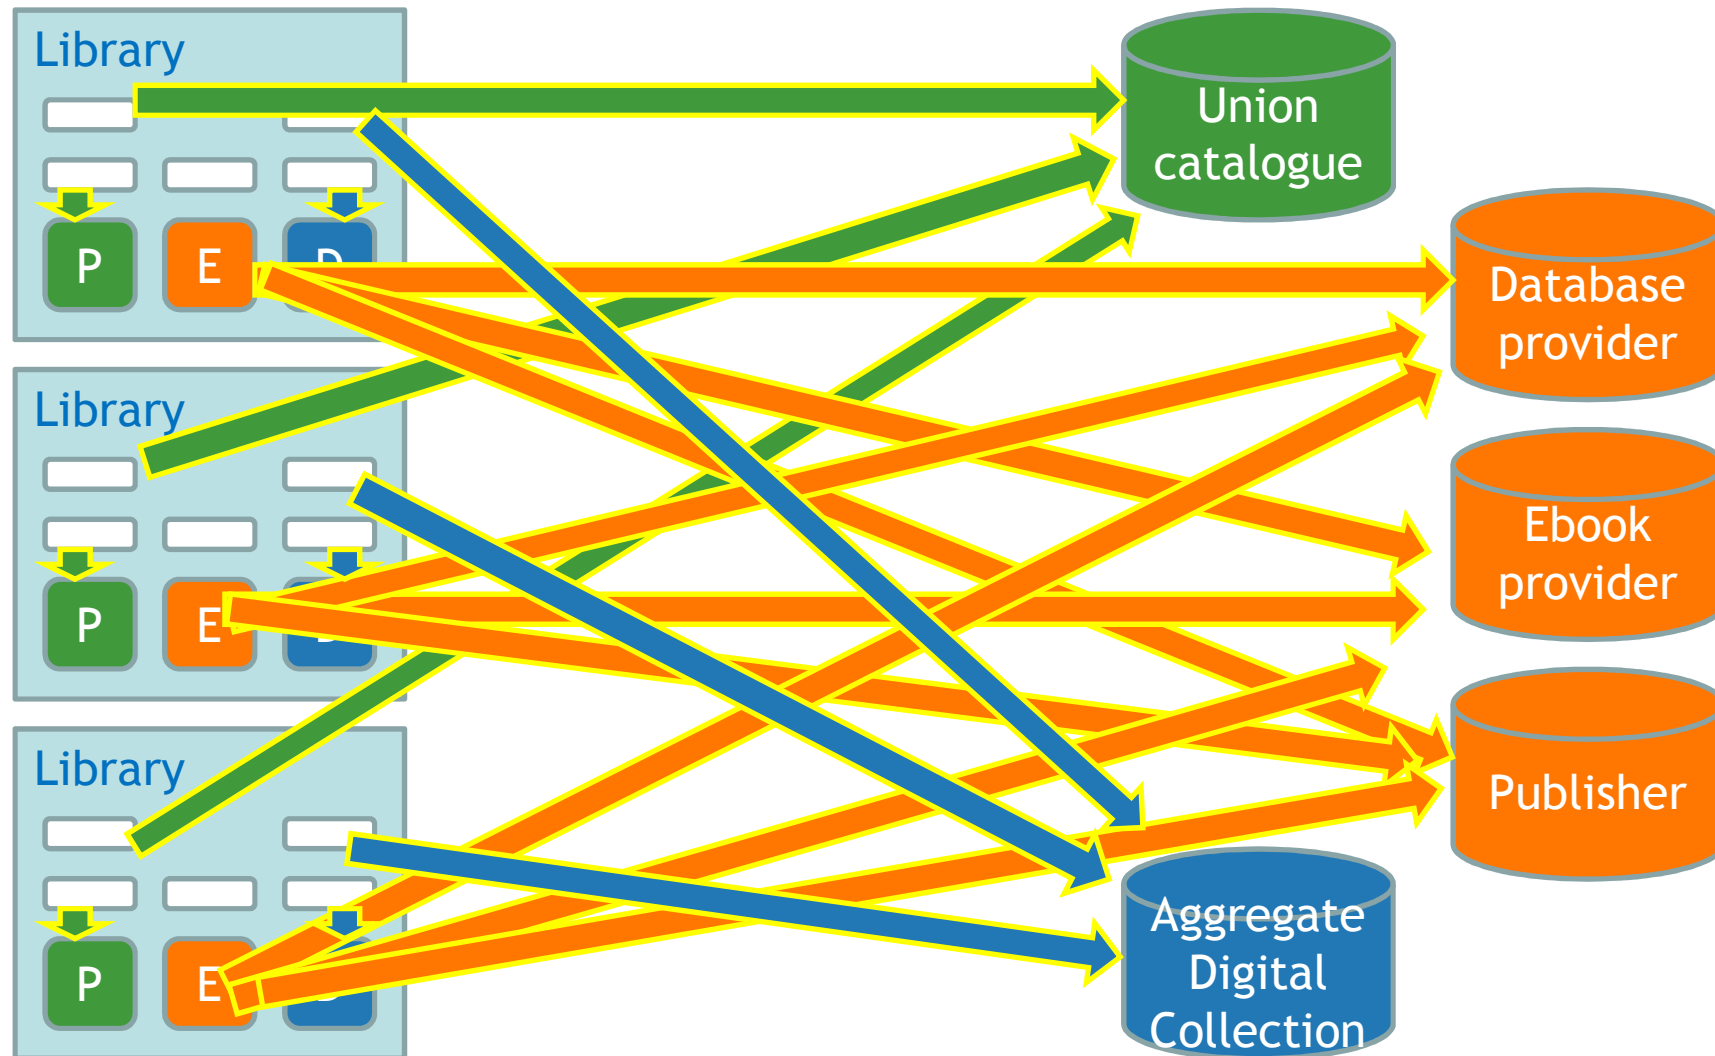 Library
P E D
Library
P E D
Library
P E D
Union
catalogue
Database
provider
Ebook
provider
Publisher
Aggregate
Digital
Collection